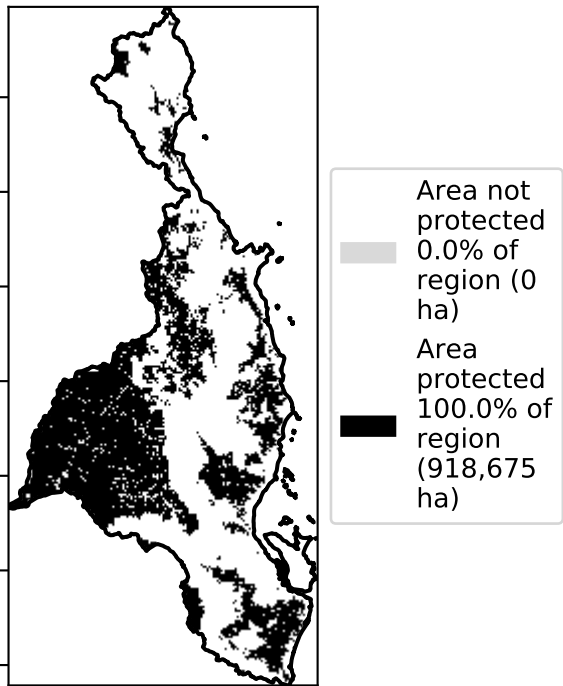 Area not
protected
0.0% of
region (0
ha)
Area
protected
100.0% of
region
(918,675
ha)